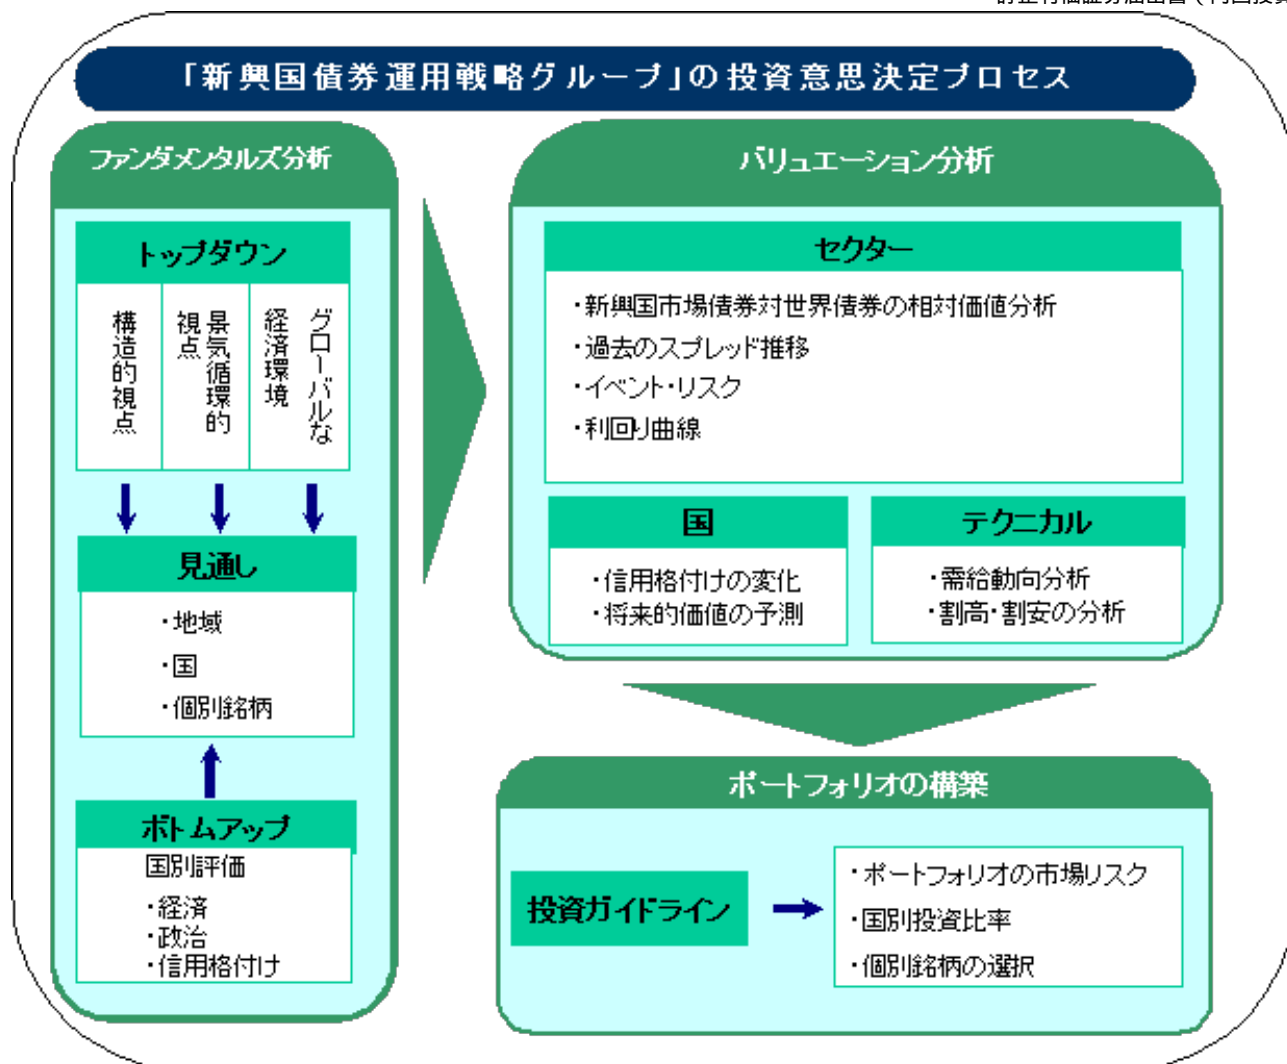 「新興国債券運用戦略グループ」の投資意思決定プロセス
ファンダメンタルズ分析
トップダウン
構造的視点
景気循環的
視点
グローバルな
経済環境
見通し
・地域
・国
・個別銘柄
ボトムアップ
国別評価
・経済
・政治
・信用格付け
バリュエーション分析
セクター
・新興国市場債券対世界債券の相対価値分析
・過去のスプレッド推移
・イベント・リスク
・利回り曲線
国
・信用格付けの変化
・将来的価値の予測
テクニカル
・需給動向分析
・割高・割安の分析
ポートフォリオの構築
投資ガイドライン
・ポートフォリオの市場リスク
・国別投資比率
・個別銘柄の選択